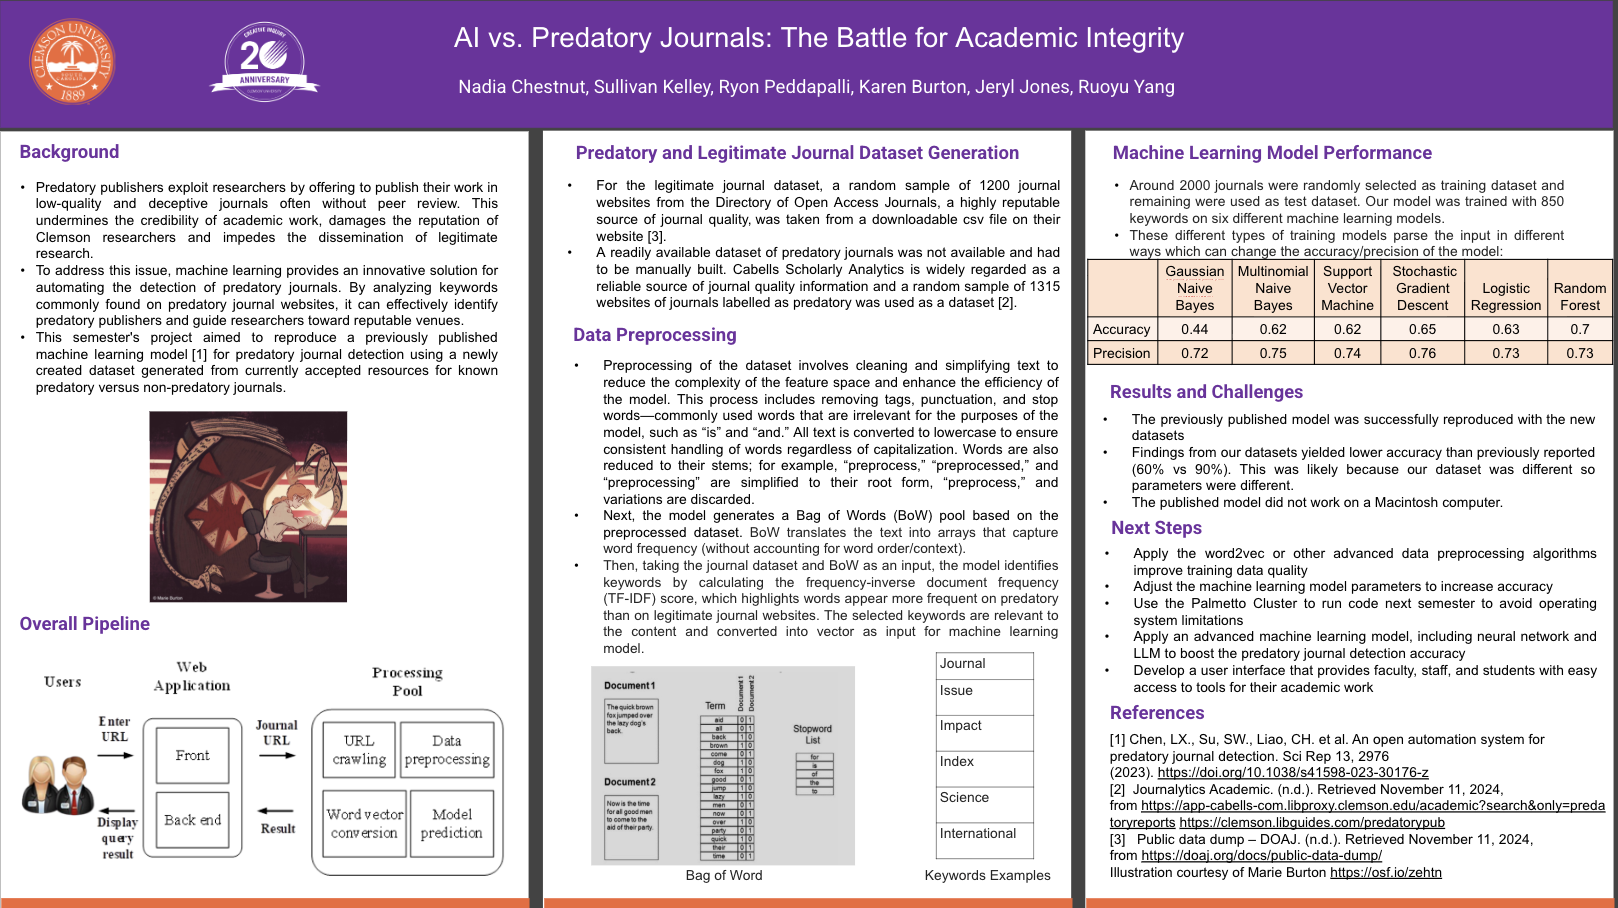 AI vs. Predatory Journals: The Battle for Academic Integrity
Nadia Chestnut, Sullivan Kelley, Ryon Peddapalli, Karen Burton, Jeryl Jones, Ruoyu Yang
CLEMSON UNIVERSITY
SOUTH CAROLINA
1889
CREATIVE INQUIRY
20
ANNIVERSARY
CLEMSON UNIVERSITY
Background
• Predatory publishers exploit researchers by offering to publish their work in
low-quality and deceptive journals often without peer review. This
undermines the credibility of academic work, damages the reputation of
Clemson researchers and impedes the dissemination of legitimate
research.
• To address this issue, machine learning provides an innovative solution for
automating the detection of predatory journals. By analyzing keywords
commonly found on predatory journal websites, it can effectively identify
predatory publishers and guide researchers toward reputable venues.
• This semester's project aimed to reproduce a previously published
machine learning model [1] for predatory journal detection using a newly
created dataset generated from currently accepted resources for known
predatory versus non-predatory journals.
© Marie Burton
Overall Pipeline
Users
Web
Application
Processing
Pool
Enter
URL
Front
Back end
Journal
URL
URL
crawling
Data
preprocessing
Word vector
conversion
Model
prediction
Result
Display
query
result
Predatory and Legitimate Journal Dataset Generation
• For the legitimate journal dataset, a random sample of 1200 journal
websites from the Directory of Open Access Journals, a highly reputable
source of journal quality, was taken from a downloadable csv file on their
website [3].
• A readily available dataset of predatory journals was not available and had
to be manually built. Cabells Scholarly Analytics is widely regarded as a
reliable source of journal quality information and a random sample of 1315
websites of journals labelled as predatory was used as a dataset [2].
Data Preprocessing
• Preprocessing of the dataset involves cleaning and simplifying text to
reduce the complexity of the feature space and enhance the efficiency of
the model. This process includes removing tags, punctuation, and stop
words—commonly used words that are irrelevant for the purposes of the
model, such as “is” and “and.” All text is converted to lowercase to ensure
consistent handling of words regardless of capitalization. Words are also
reduced to their stems; for example, “preprocess,” “preprocessed,” and
“preprocessing” are simplified to their root form, “preprocess,” and
variations are discarded.
• Next, the model generates a Bag of Words (BoW) pool based on the
preprocessed dataset. BoW translates the text into arrays that capture
word frequency (without accounting for word order/context).
• Then, taking the journal dataset and BoW as an input, the model identifies
keywords by calculating the frequency-inverse document frequency
(TF-IDF) score, which highlights words appear more frequent on predatory
than on legitimate journal websites. The selected keywords are relevant to
the content and converted into vector as input for machine learning
model.
Document 1
The quick brown
fox jumped over
the lazy dog's
back.
Document 2
Now is the time
for all good men
to come to the
aid of their party.
Term Document 1 Document 2
aid 0 1
all 0 1
back 1 0
brown 1 0
come 0 1
dog 1 0
fox 1 0
good 0 1
jump 1 0
lazy 1 0
men 0 1
now 0 1
over 1 0
party 0 1
quick 1 0
their 0 1
time 0 1
Stopword
List
for
is
of
the
to
Bag of Word
Journal
Issue
Impact
Index
Science
International
Keywords Examples
Machine Learning Model Performance
• Around 2000 journals were randomly selected as training dataset and
remaining were used as test dataset. Our model was trained with 850
keywords on six different machine learning models.
• These different types of training models parse the input in different
ways which can change the accuracy/precision of the model:
Gaussian Naive Bayes Multinomial Naive Bayes Support Vector Machine Stochastic Gradient Descent Logistic Regression Random Forest
Accuracy 0.44 0.62 0.62 0.65 0.63 0.7
Precision 0.72 0.75 0.74 0.76 0.73 0.73
Results and Challenges
• The previously published model was successfully reproduced with the new
datasets
• Findings from our datasets yielded lower accuracy than previously reported
(60% vs 90%). This was likely because our dataset was different so
parameters were different.
• The published model did not work on a Macintosh computer.
Next Steps
• Apply the word2vec or other advanced data preprocessing algorithms
improve training data quality
• Adjust the machine learning model parameters to increase accuracy
• Use the Palmetto Cluster to run code next semester to avoid operating
system limitations
• Apply an advanced machine learning model, including neural network and
LLM to boost the predatory journal detection accuracy
• Develop a user interface that provides faculty, staff, and students with easy
access to tools for their academic work
References
[1] Chen, LX., Su, SW., Liao, CH. et al. An open automation system for
predatory journal detection. Sci Rep 13, 2976
(2023). https://doi.org/10.1038/s41598-023-30176-z
[2] Journalytics Academic. (n.d.). Retrieved November 11, 2024,
from https://app-cabells-com.libproxy.clemson.edu/academic?search&only=preda
toryreports https://clemson.libguides.com/predatorypub
[3] Public data dump – DOAJ. (n.d.). Retrieved November 11, 2024,
from https://doaj.org/docs/public-data-dump/
Illustration courtesy of Marie Burton https://osf.io/zehtn